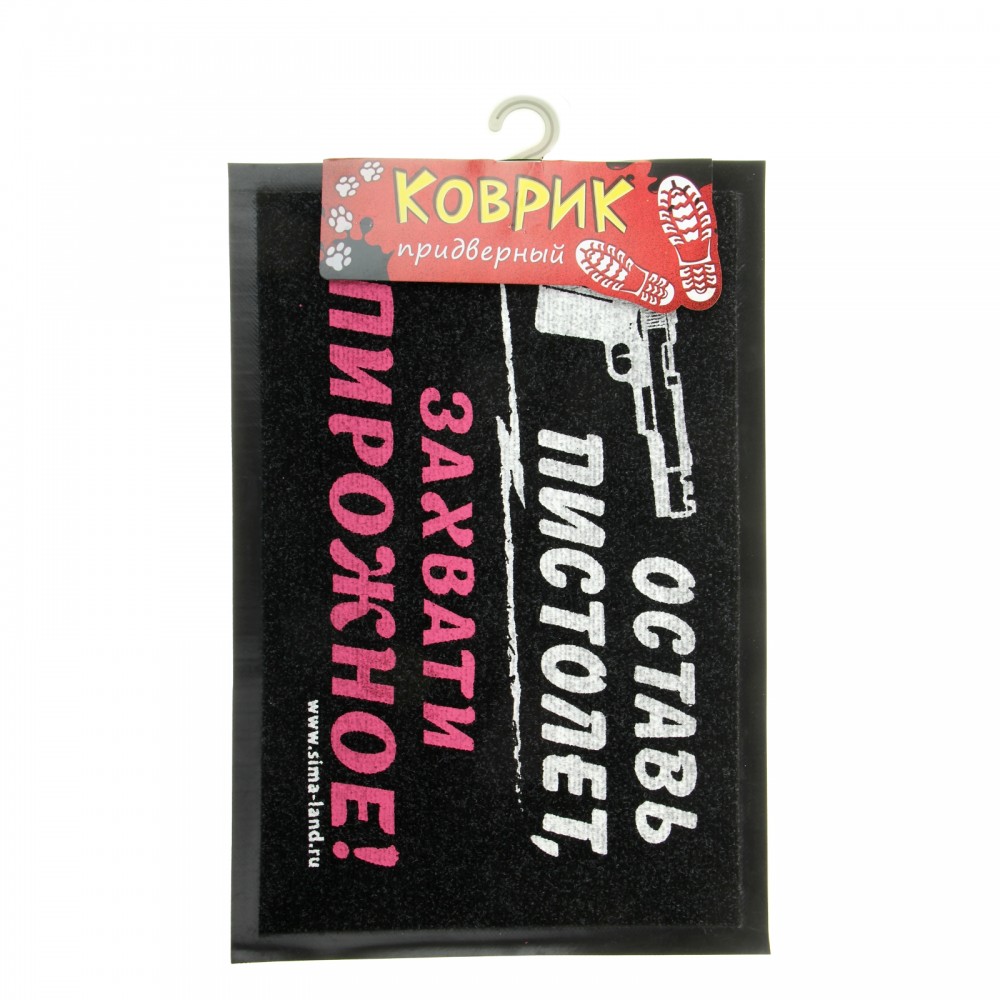 КОВРИК
придверный
ОСТАВЬ
ПИСТОЛЕТ,
ЗАХВАТИ
ПИРОЖНОЕ!
www.sima-land.ru